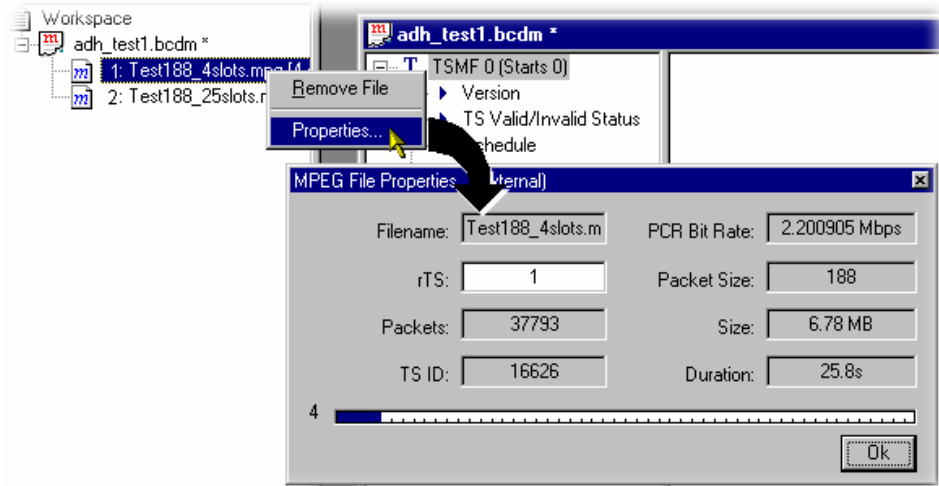 Workspace
adh_test1.bcdm *
1: Test188_4slots.mpg [4
2: Test188_25slots.
Remove File
Properties...
adh_test1.bcdm *
TSMF 0 (Starts 0)
Version
TS Valid/Invalid Status
chedule
MPEG File Properties ternal)
Filename: Test188_4slots.m
PCR Bit Rate: 2.200905 Mbps
rTS: 1
Packet Size: 188
Packets: 37793
Size: 6.78 MB
TS ID: 16626
Duration: 25.8s
4
Ok